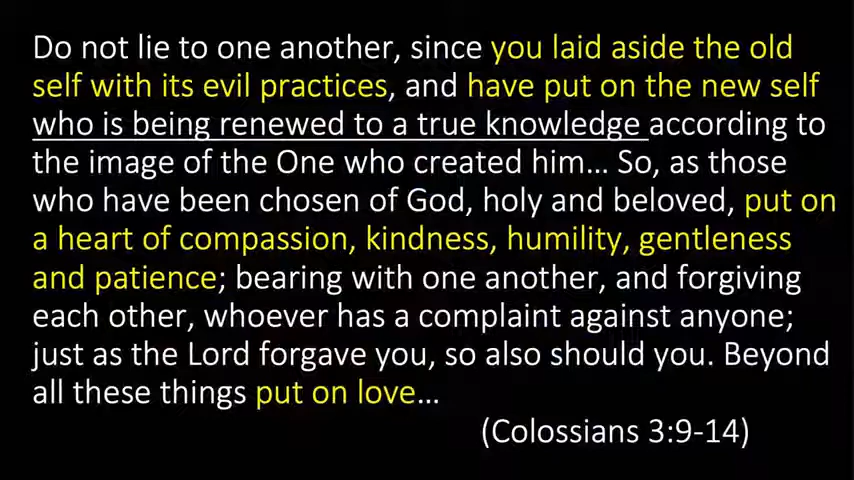 Do not lie to one another, since you laid aside the old
self with its evil practices, and have put on the new self
who is being renewed to a true knowledge according to
the image of the One who created him... So, as those
who have been chosen of God, holy and beloved, put on
a heart of compassion, kindness, humility, gentleness
and patience; bearing with one another, and forgiving
each other, whoever has a complaint against anyone;
just as the Lord forgave you, so also should you. Beyond
all these things put on love...
(Colossians 3:9-14)